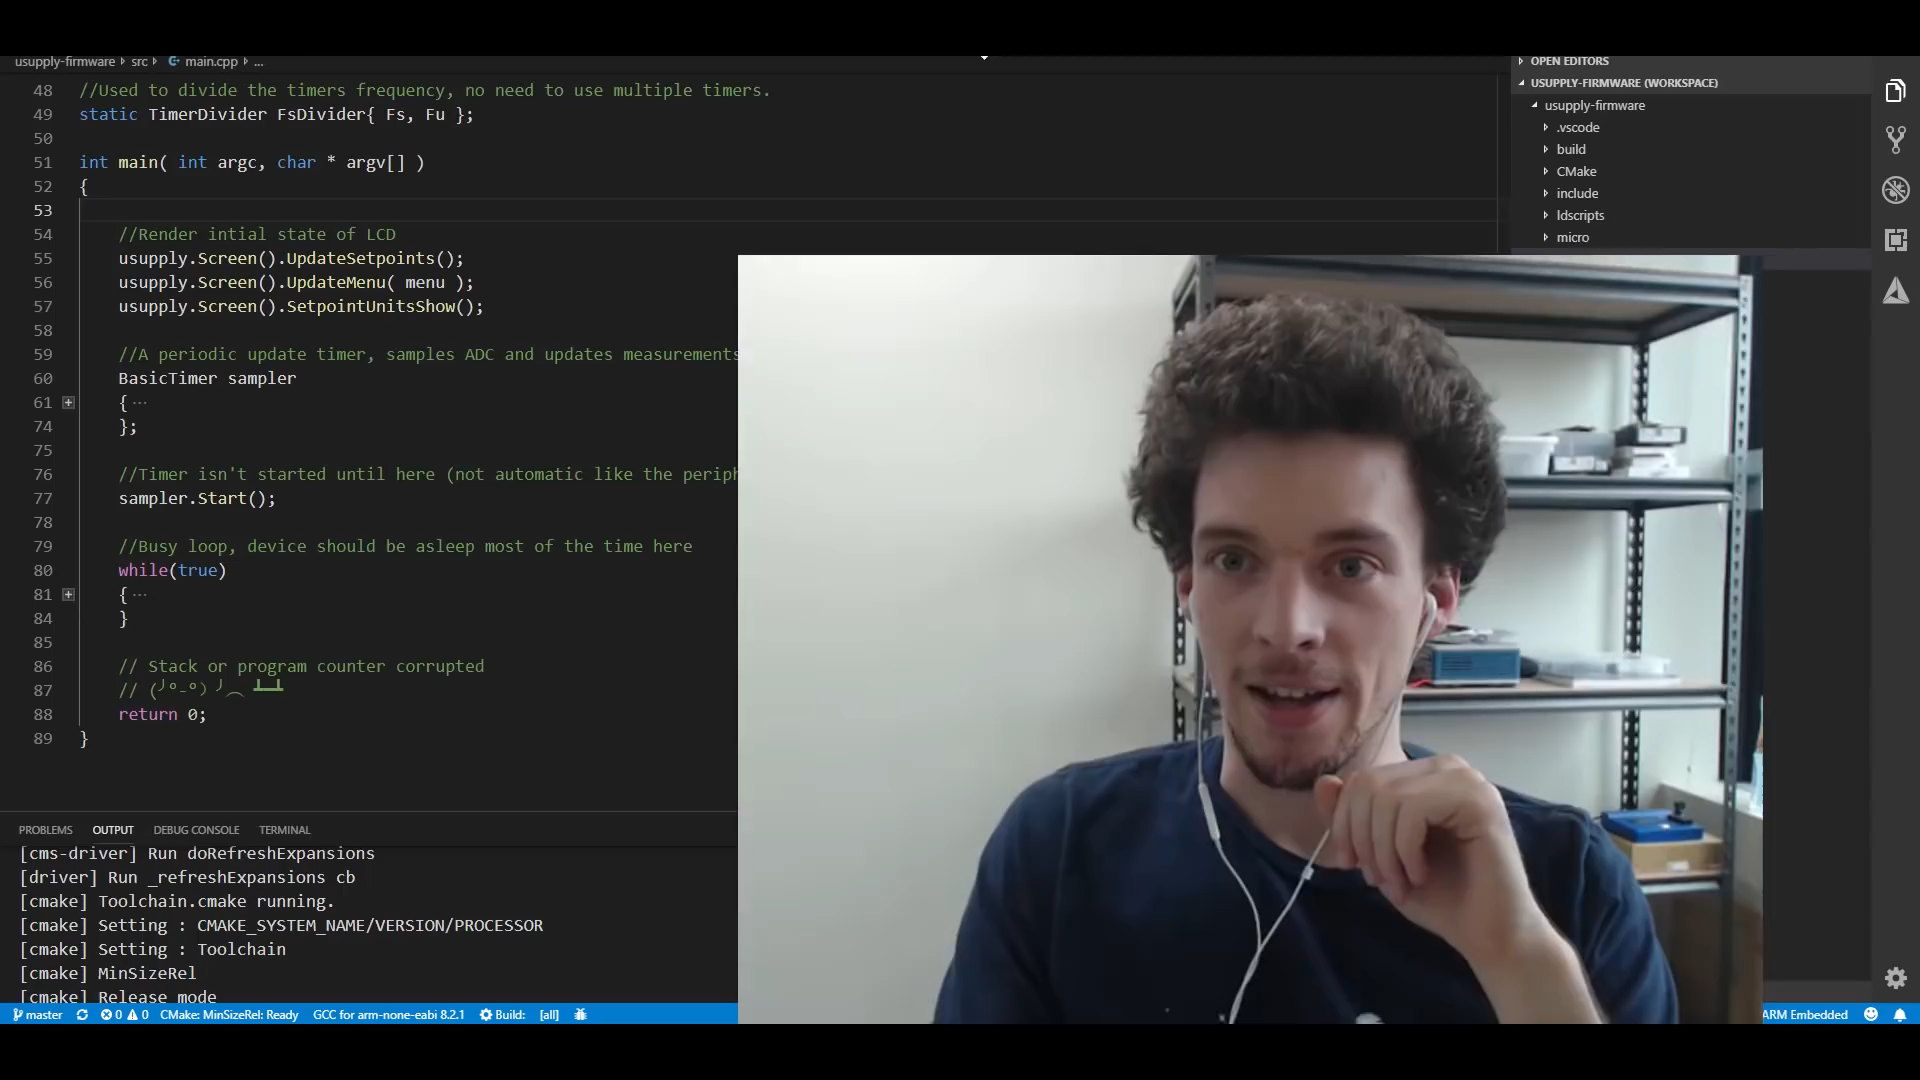 usupply-firmware src main.cpp ...
48 //Used to divide the timers frequency, no need to use multiple timers.
49 static TimerDivider FsDivider{ Fs, Fu };
50
51 int main( int argc, char * argv[] )
52 {
53
54 //Render intial state of LCD
55 usupply.Screen().UpdateSetpoints();
56 usupply.Screen().UpdateMenu( menu );
57 usupply.Screen().SetpointUnitsShow();
58
59 //A periodic update timer, samples ADC and updates measurements
60 BasicTimer sampler
61 { ...
74 };
75
76 //Timer isn't started until here (not automatic like the periph
77 sampler.Start();
78
79 //Busy loop, device should be asleep most of the time here
80 while(true)
81 { ...
84 }
85
86 // Stack or program counter corrupted
87 // (╯°-°)╯︵ ┻━┻
88 return 0;
89 }
PROBLEMS OUTPUT DEBUG CONSOLE TERMINAL
[cms-driver] Run doRefreshExpansions
[driver] Run _refreshExpansions cb
[cmake] Toolchain.cmake running.
[cmake] Setting : CMAKE_SYSTEM_NAME/VERSION/PROCESSOR
[cmake] Setting : Toolchain
[cmake] MinSizeRel
[cmake] Release mode
master 0 0 CMake: MinSizeRel: Ready GCC for arm-none-eabi 8.2.1 Build: [all] ARM Embedded
OPEN EDITORS
USUPPLY-FIRMWARE (WORKSPACE)
usupply-firmware
.vscode
build
CMake
include
ldscripts
micro